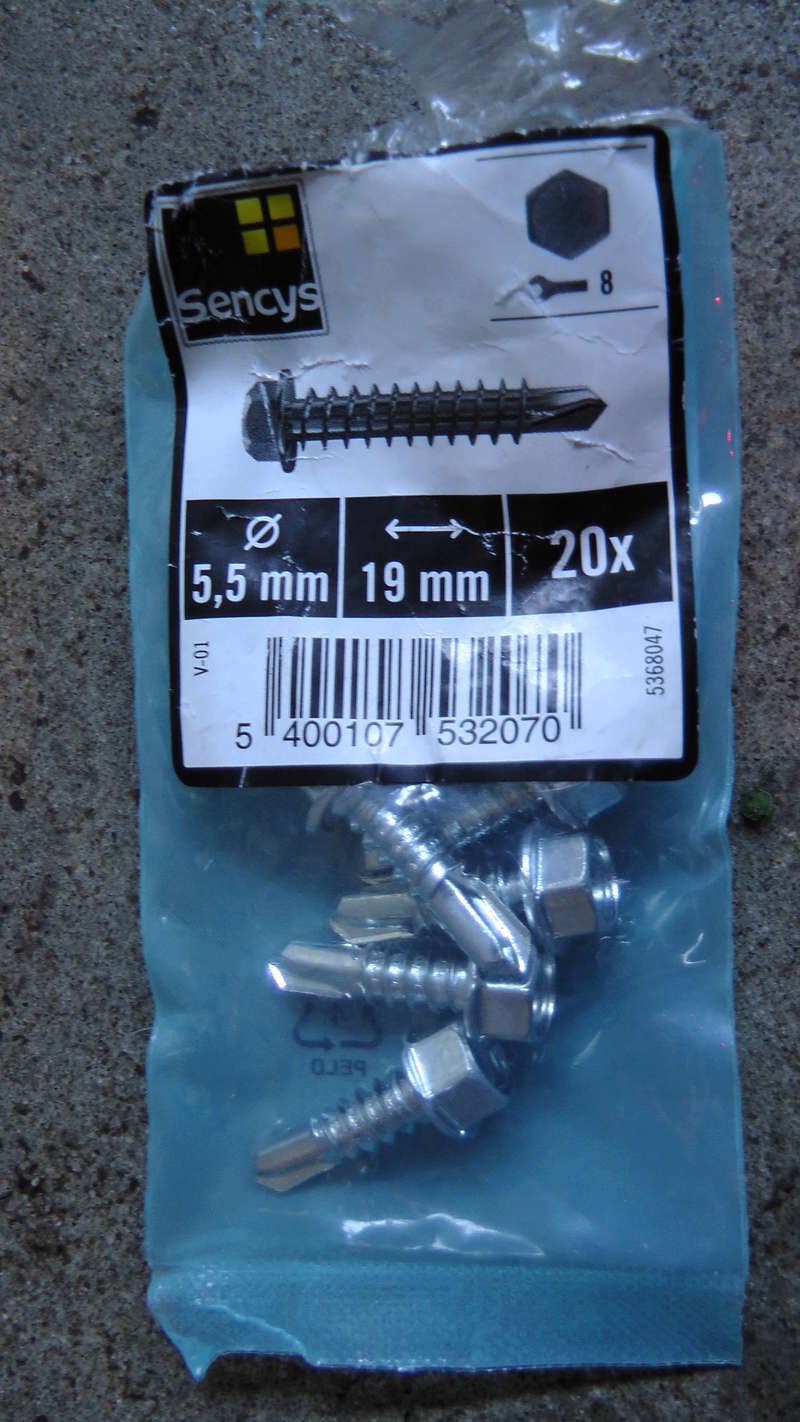 Sencys
8
Ø
5,5 mm
19 mm
20x
V-01
5368047
5 400107 532070
PELD